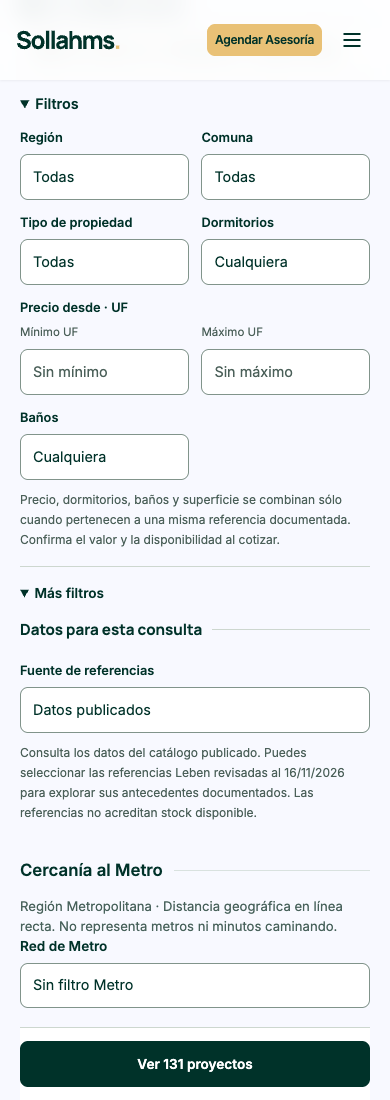 Sollahms.
Agendar Asesoría
Filtros
Región
Comuna
Todas
Todas
Tipo de propiedad
Dormitorios
Todas
Cualquiera
Precio desde · UF
Mínimo UF
Máximo UF
Sin mínimo
Sin máximo
Baños
Cualquiera
Precio, dormitorios, baños y superficie se combinan sólo
cuando pertenecen a una misma referencia documentada.
Confirma el valor y la disponibilidad al cotizar.
Más filtros
Datos para esta consulta
Fuente de referencias
Datos publicados
Consulta los datos del catálogo publicado. Puedes
seleccionar las referencias Leben revisadas al 16/11/2026
para explorar sus antecedentes documentados. Las
referencias no acreditan stock disponible.
Cercanía al Metro
Región Metropolitana · Distancia geográfica en línea
recta. No representa metros ni minutos caminando.
Red de Metro
Sin filtro Metro
Ver 131 proyectos